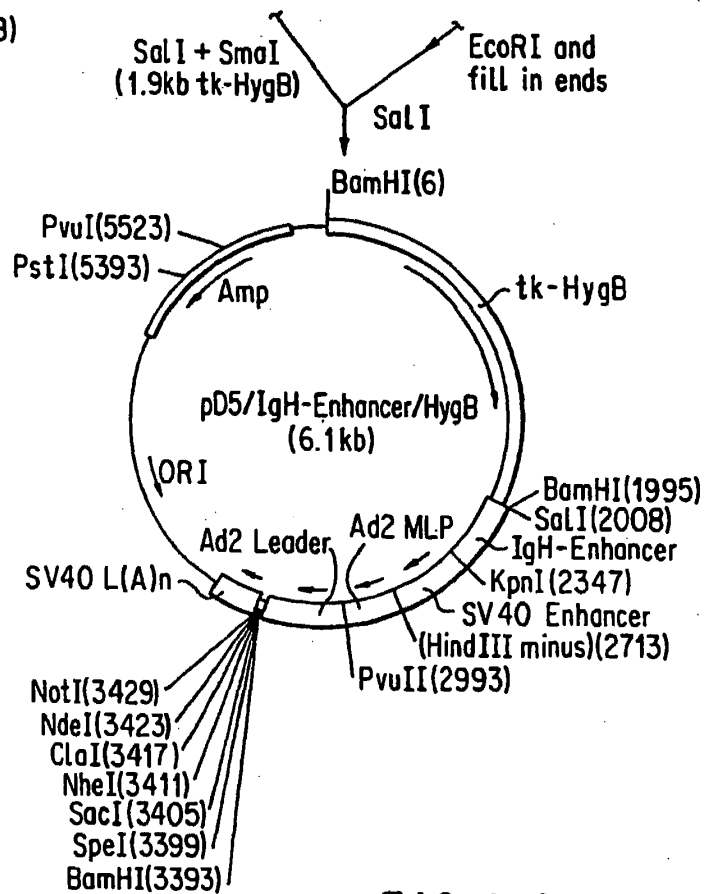 B)
SalI + SmaI
(1.9kb tk-HygB)
EcoRI and
fill in ends
SalI
BamHI(6)
PvuI(5523)
PstI(5393)
Amp
tk-HygB
pD5/IgH-Enhancer/HygB
(6.1kb)
ORI
BamHI(1995)
SalI(2008)
IgH-Enhancer
Ad2 MLP
Ad2 Leader
KpnI(2347)
SV40 L(A)n
SV40 Enhancer
(HindIII minus)(2713)
PvuII(2993)
NotI(3429)
NdeI(3423)
ClaI(3417)
NheI(3411)
SacI(3405)
SpeI(3399)
BamHI(3393)